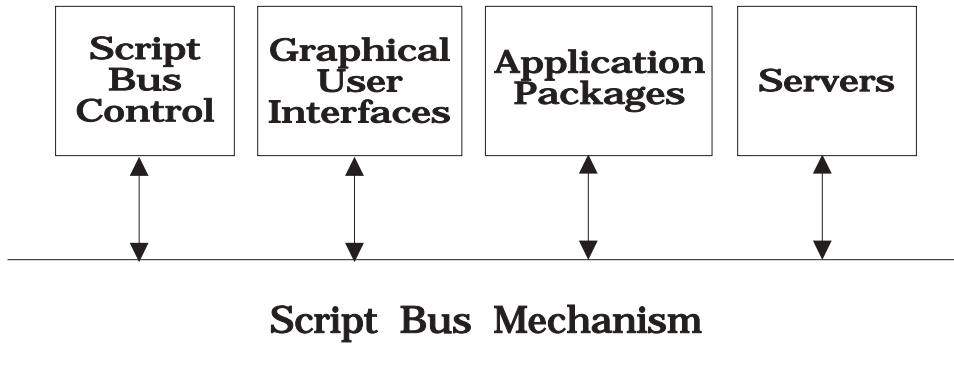 Script
Bus
Control
Graphical
User
Interfaces
Application
Packages
Servers
Script Bus Mechanism